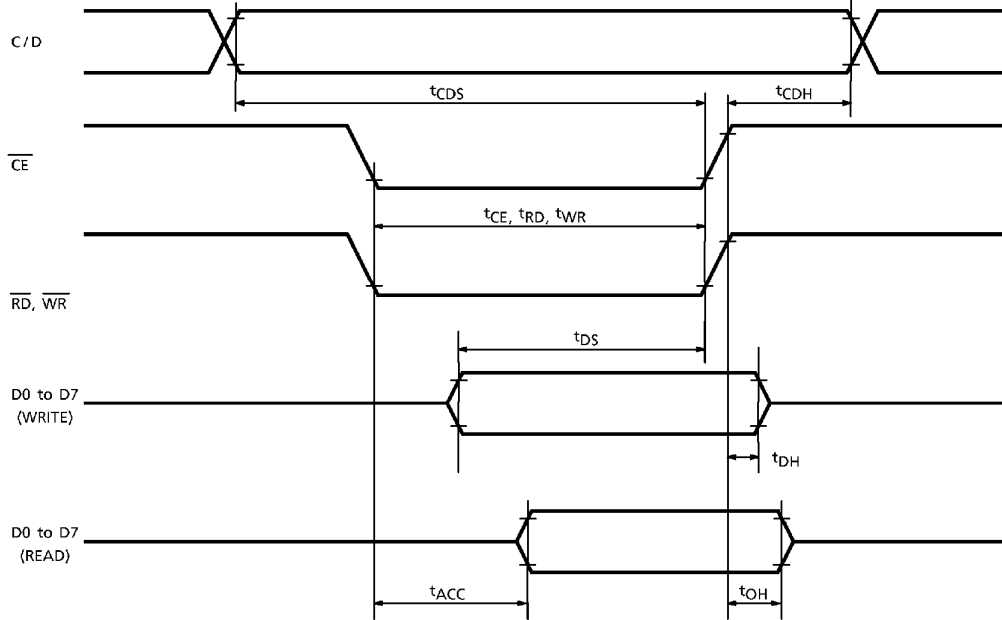 C/D
tCDS
tCDH
CE
tCE, tRD, tWR
RD, WR
tDS
D0 to D7
(WRITE)
tDH
D0 to D7
(READ)
tACC
tOH